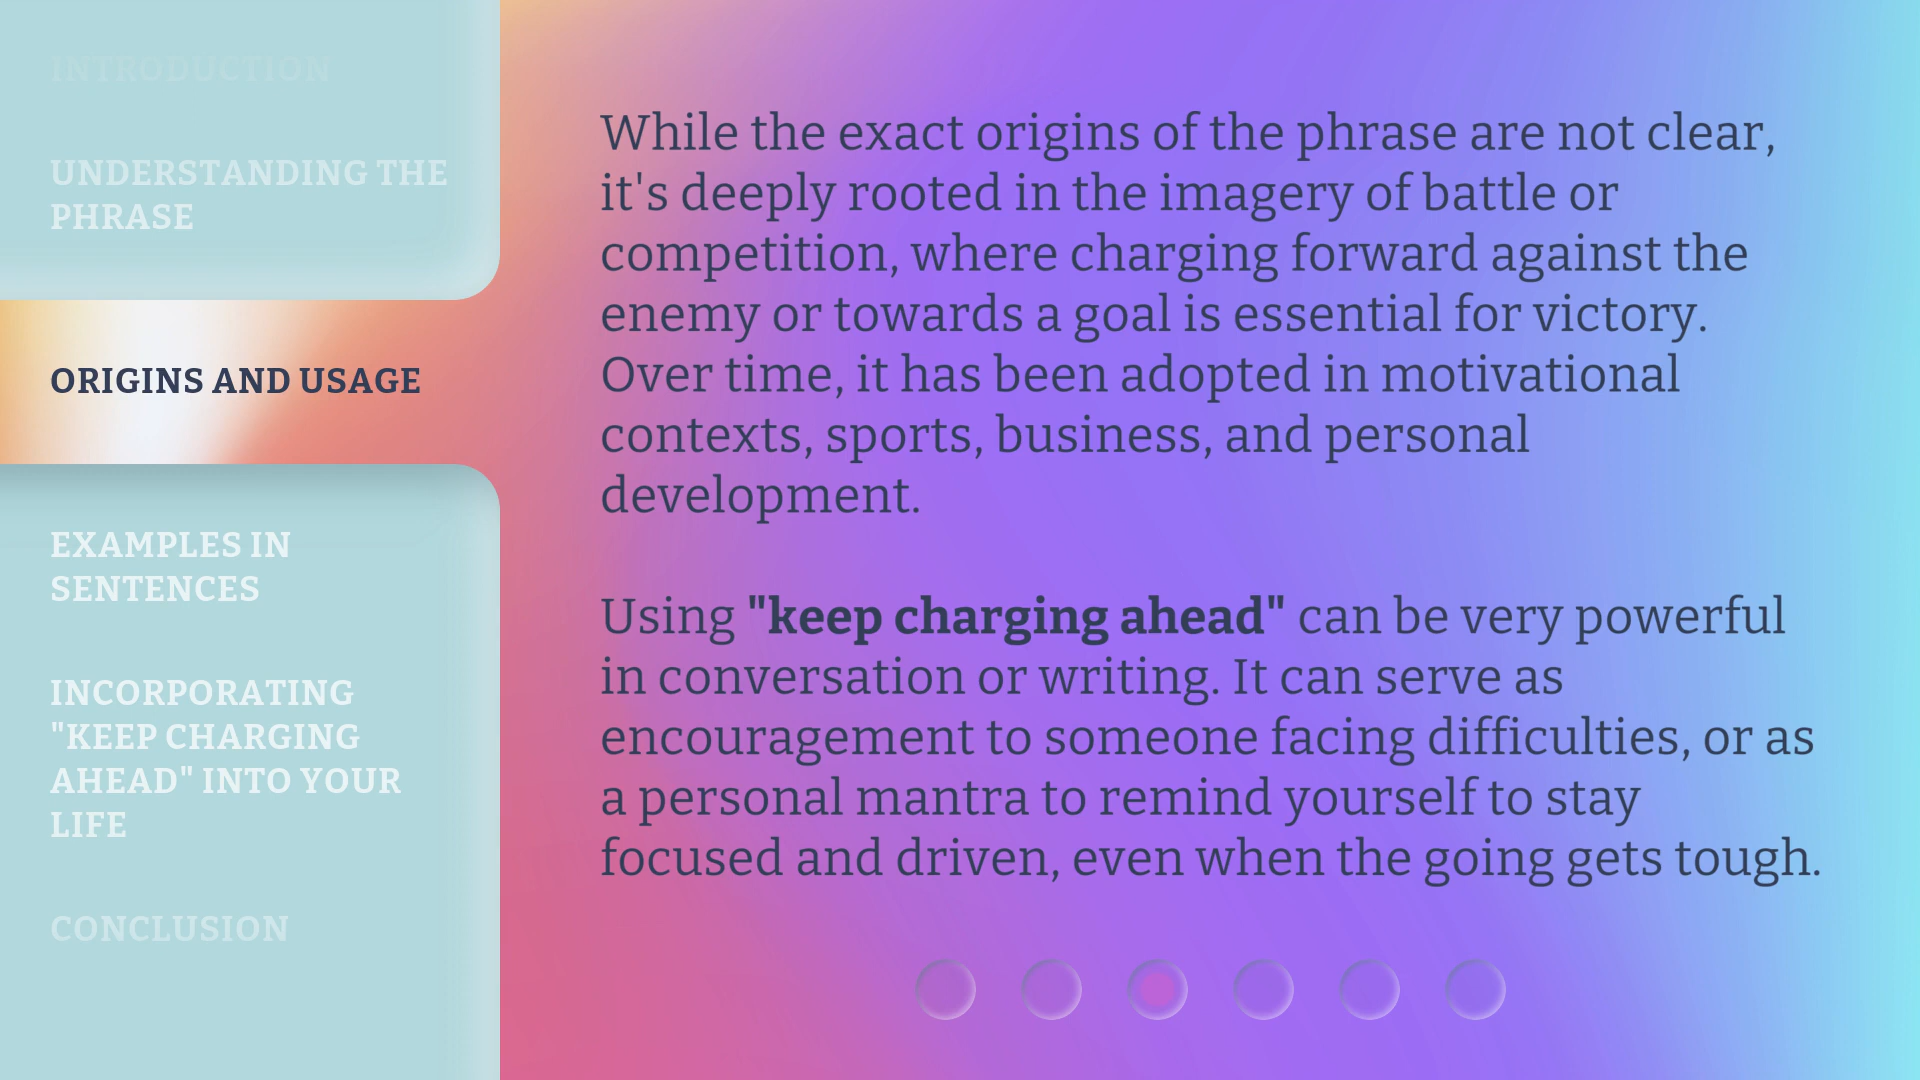 INTRODUCTION
UNDERSTANDING THE
PHRASE
ORIGINS AND USAGE
EXAMPLES IN
SENTENCES
INCORPORATING
"KEEP CHARGING
AHEAD" INTO YOUR
LIFE
CONCLUSION
While the exact origins of the phrase are not clear,
it's deeply rooted in the imagery of battle or
competition, where charging forward against the
enemy or towards a goal is essential for victory.
Over time, it has been adopted in motivational
contexts, sports, business, and personal
development.
Using "keep charging ahead" can be very powerful
in conversation or writing. It can serve as
encouragement to someone facing difficulties, or as
a personal mantra to remind yourself to stay
focused and driven, even when the going gets tough.